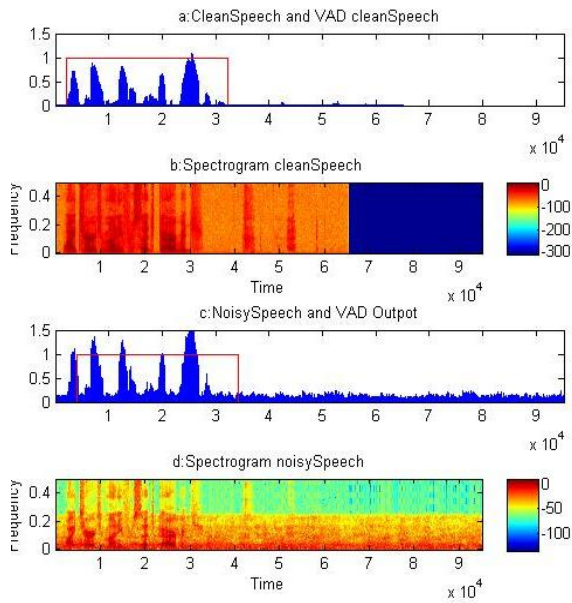 a:CleanSpeech and VAD cleanSpeech
1.5
1
0.5
0
1 2 3 4 5 6 7 8 9
x 10^4
b:Spectrogram cleanSpeech
Frequency
0.4
0.2
0
1 2 3 4 5 6 7 8 9
Time
x 10^4
0
-100
-200
-300
c:NoisySpeech and VAD Outpot
1.5
1
0.5
0
1 2 3 4 5 6 7 8 9
x 10^4
d:Spectrogram noisySpeech
Frequency
0.4
0.2
0
1 2 3 4 5 6 7 8 9
Time
x 10^4
0
-50
-100